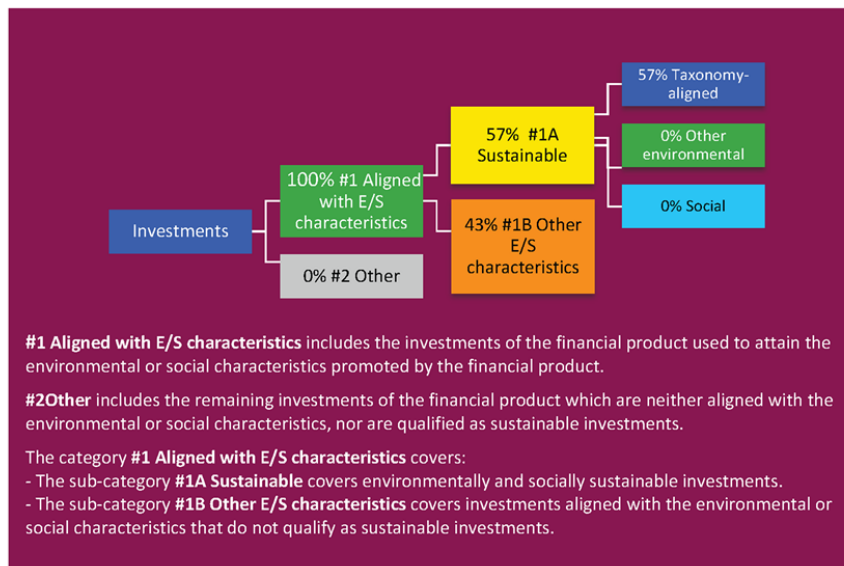 57% Taxonomy-
aligned
57%  #1A
Sustainable
0% Other
environmental
100% #1 Aligned
with E/S
characteristics
0% Social
Investments
43% #1B Other
E/S
characteristics
0% #2 Other
#1 Aligned with E/S characteristics includes the investments of the financial product used to attain the
environmental or social characteristics promoted by the financial product.
#2Other includes the remaining investments of the financial product which are neither aligned with the
environmental or social characteristics, nor are qualified as sustainable investments.
The category #1 Aligned with E/S characteristics covers:
- The sub-category #1A Sustainable covers environmentally and socially sustainable investments.
- The sub-category #1B Other E/S characteristics covers investments aligned with the environmental or
social characteristics that do not qualify as sustainable investments.